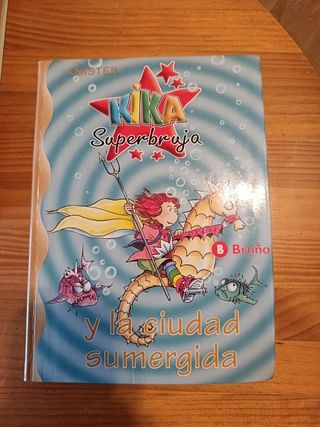 KNISTER
KIKA
Superbruja
B Bruño
y la ciudad
sumergida